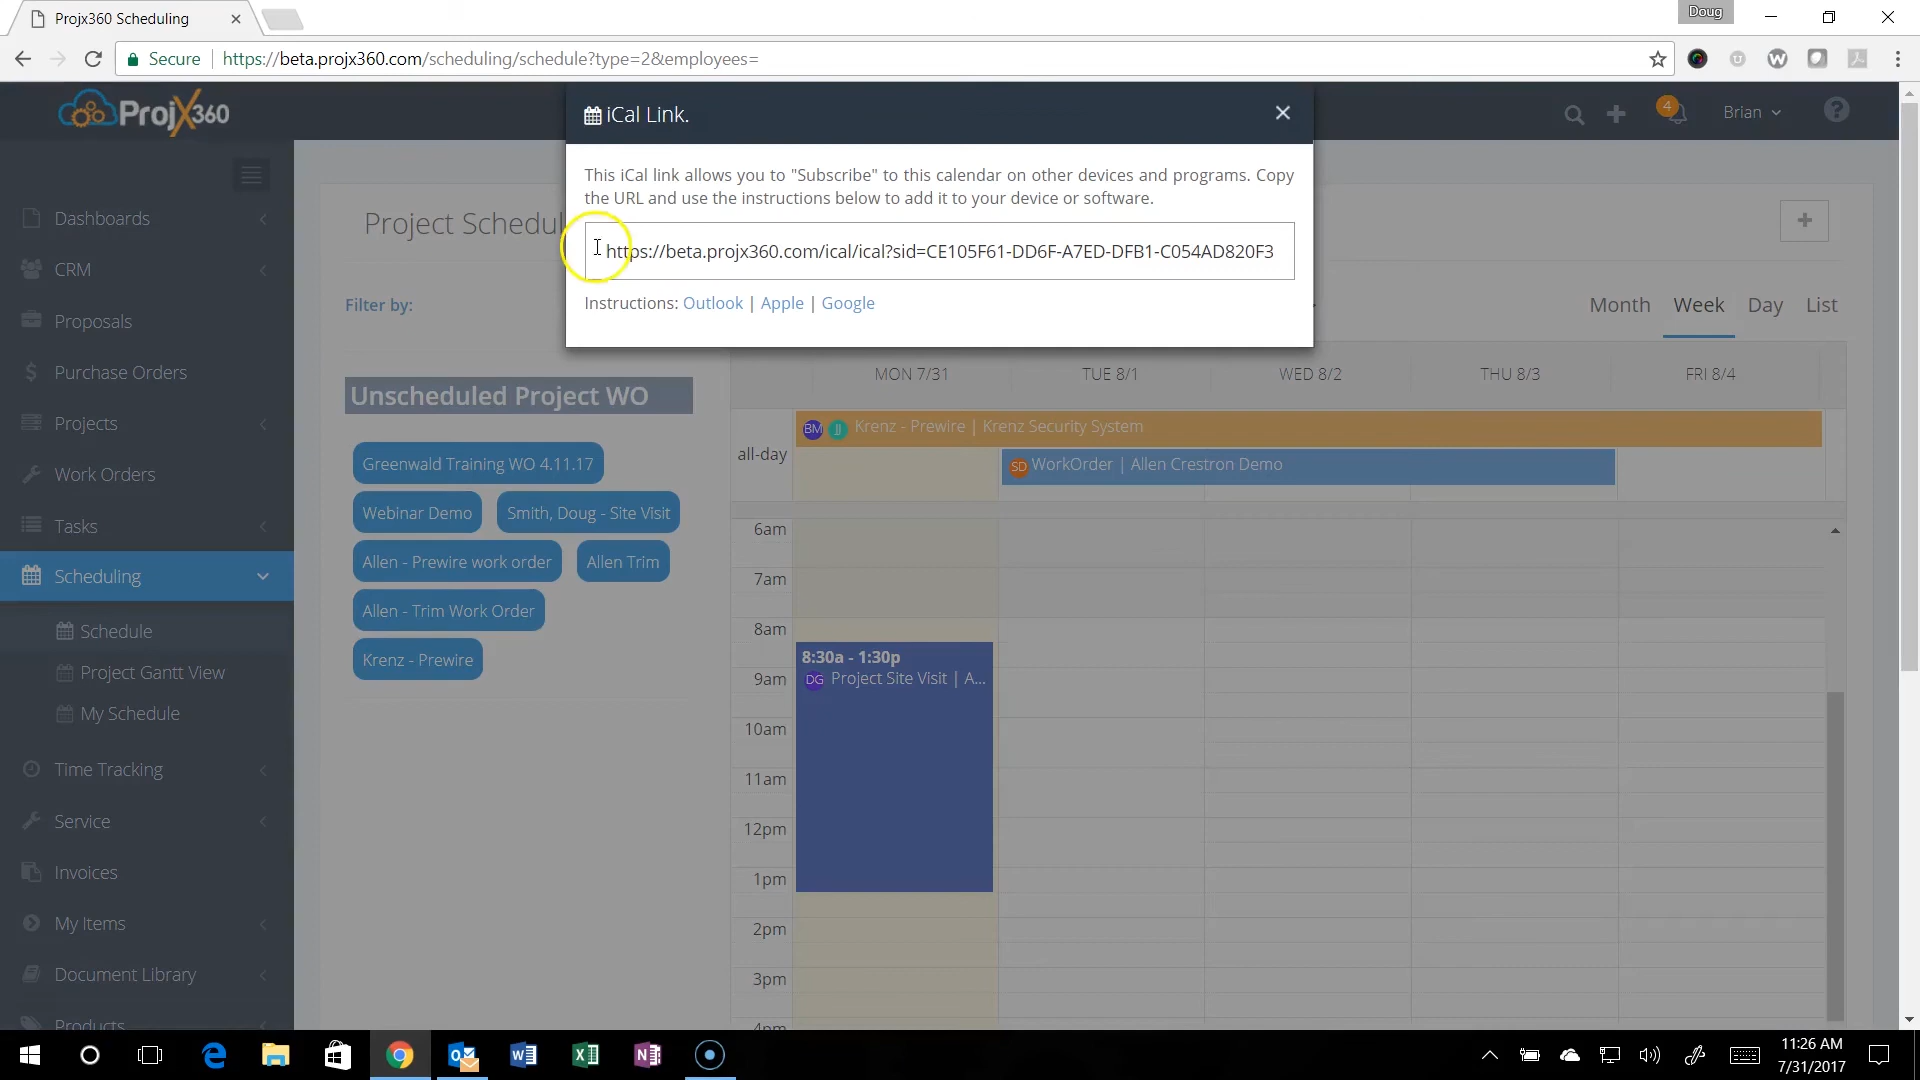 Projx360 Scheduling
Doug
Secure
https://beta.projx360.com/scheduling/schedule?type=2&employees=
ProjX360
iCal Link.
4
Brian
This iCal link allows you to "Subscribe" to this calendar on other devices and programs. Copy
the URL and use the instructions below to add it to your device or software.
https://beta.projx360.com/ical/ical?sid=CE105F61-DD6F-A7ED-DFB1-C054AD820F3
Instructions: Outlook | Apple | Google
Dashboards
CRM
Proposals
Purchase Orders
Projects
Work Orders
Tasks
Scheduling
Schedule
Project Gantt View
My Schedule
Time Tracking
Service
Invoices
My Items
Document Library
Products
Project Schedul
Filter by:
Month Week Day List
Unscheduled Project WO
Greenwald Training WO 4.11.17
Webinar Demo
Smith, Doug - Site Visit
Allen - Prewire work order
Allen Trim
Allen - Trim Work Order
Krenz - Prewire
MON 7/31 TUE 8/1 WED 8/2 THU 8/3 FRI 8/4
all-day
BM JJ Krenz - Prewire | Krenz Security System
SD WorkOrder | Allen Crestron Demo
6am
7am
8am
8:30a - 1:30p
DG Project Site Visit | A...
9am
10am
11am
12pm
1pm
2pm
3pm
4pm
11:26 AM
7/31/2017